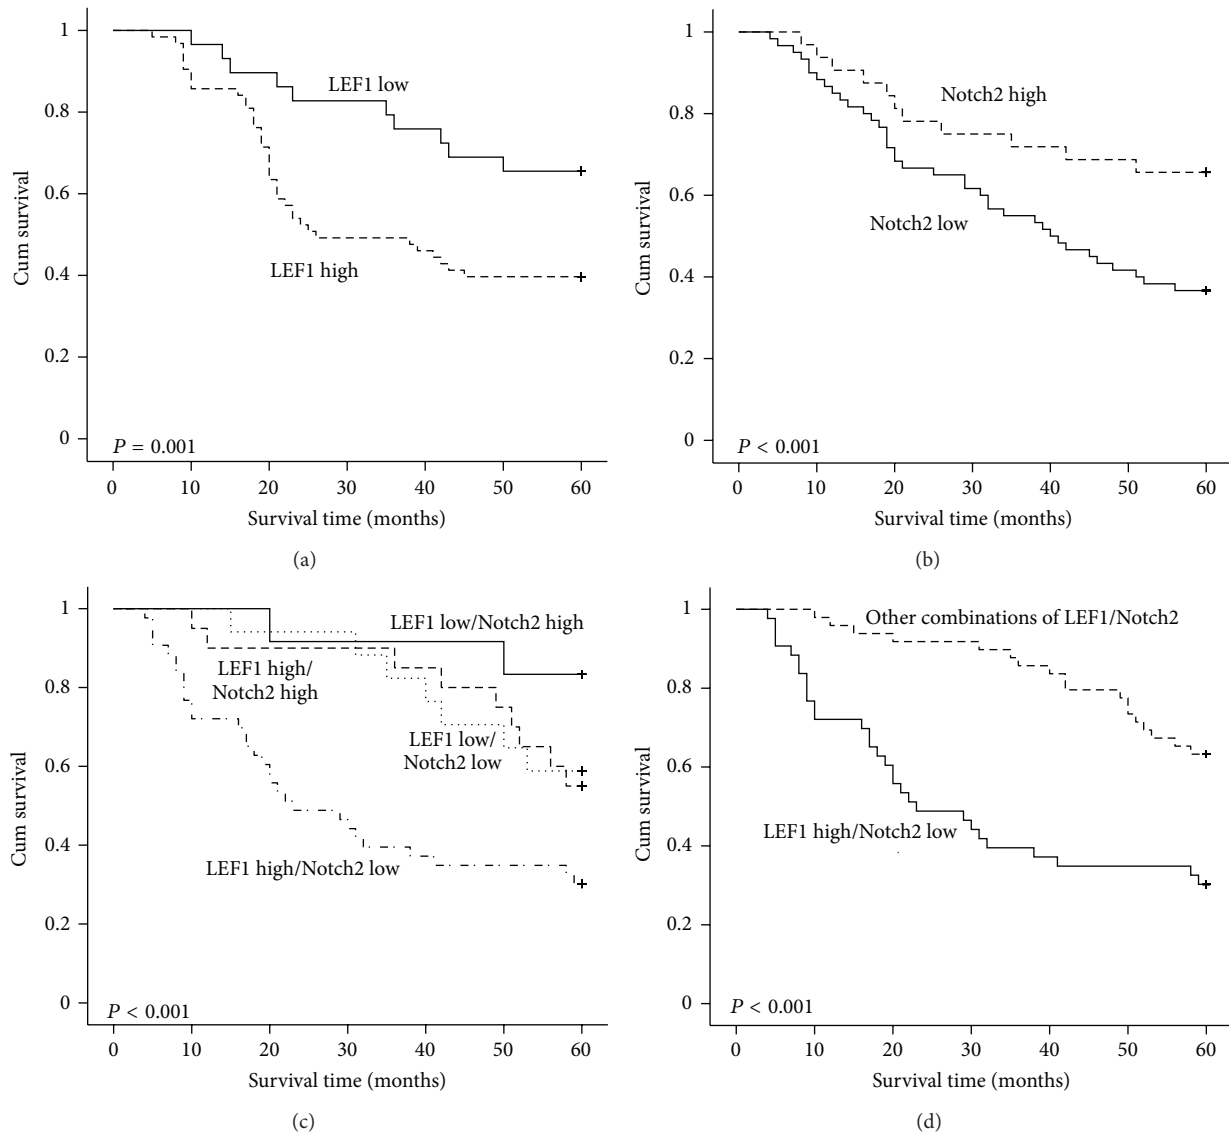 1
0.8
0.6
0.4
0.2
0
Cum survival
LEF1 low
LEF1 high
P = 0.001
0 10 20 30 40 50 60
Survival time (months)
(a)
1
0.8
0.6
0.4
0.2
0
Cum survival
Notch2 high
Notch2 low
P < 0.001
0 10 20 30 40 50 60
Survival time (months)
(b)
1
0.8
0.6
0.4
0.2
0
Cum survival
LEF1 low/Notch2 high
LEF1 high/
Notch2 high
LEF1 low/
Notch2 low
LEF1 high/Notch2 low
P < 0.001
0 10 20 30 40 50 60
Survival time (months)
(c)
1
0.8
0.6
0.4
0.2
0
Cum survival
Other combinations of LEF1/Notch2
LEF1 high/Notch2 low
P < 0.001
0 10 20 30 40 50 60
Survival time (months)
(d)